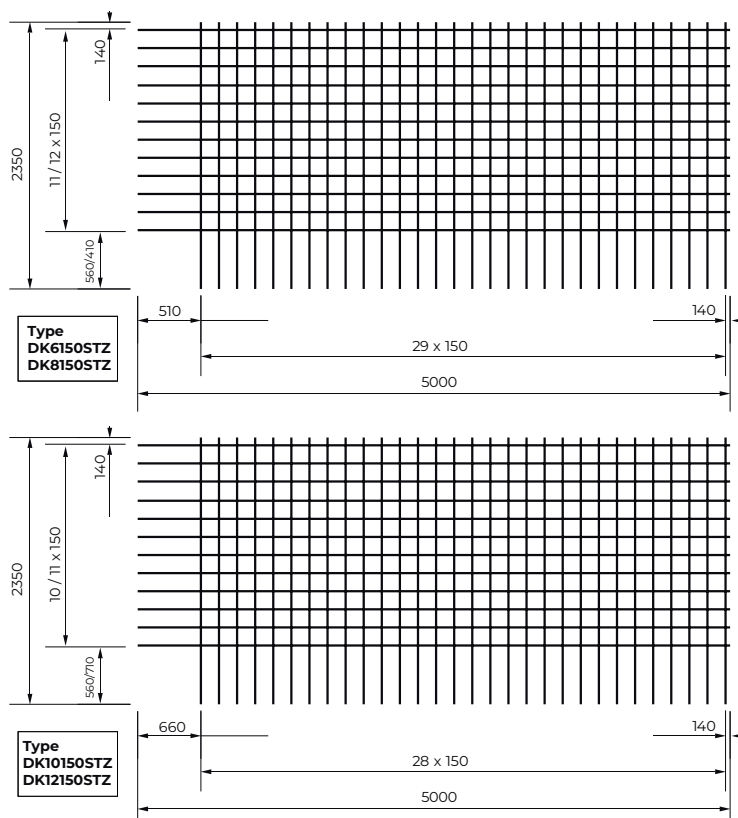 140
2350
11 / 12 x 150
560/410
510
140
29 x 150
5000
Type
DK6150STZ
DK8150STZ
140
2350
10 / 11 x 150
560/710
660
140
28 x 150
5000
Type
DK10150STZ
DK12150STZ